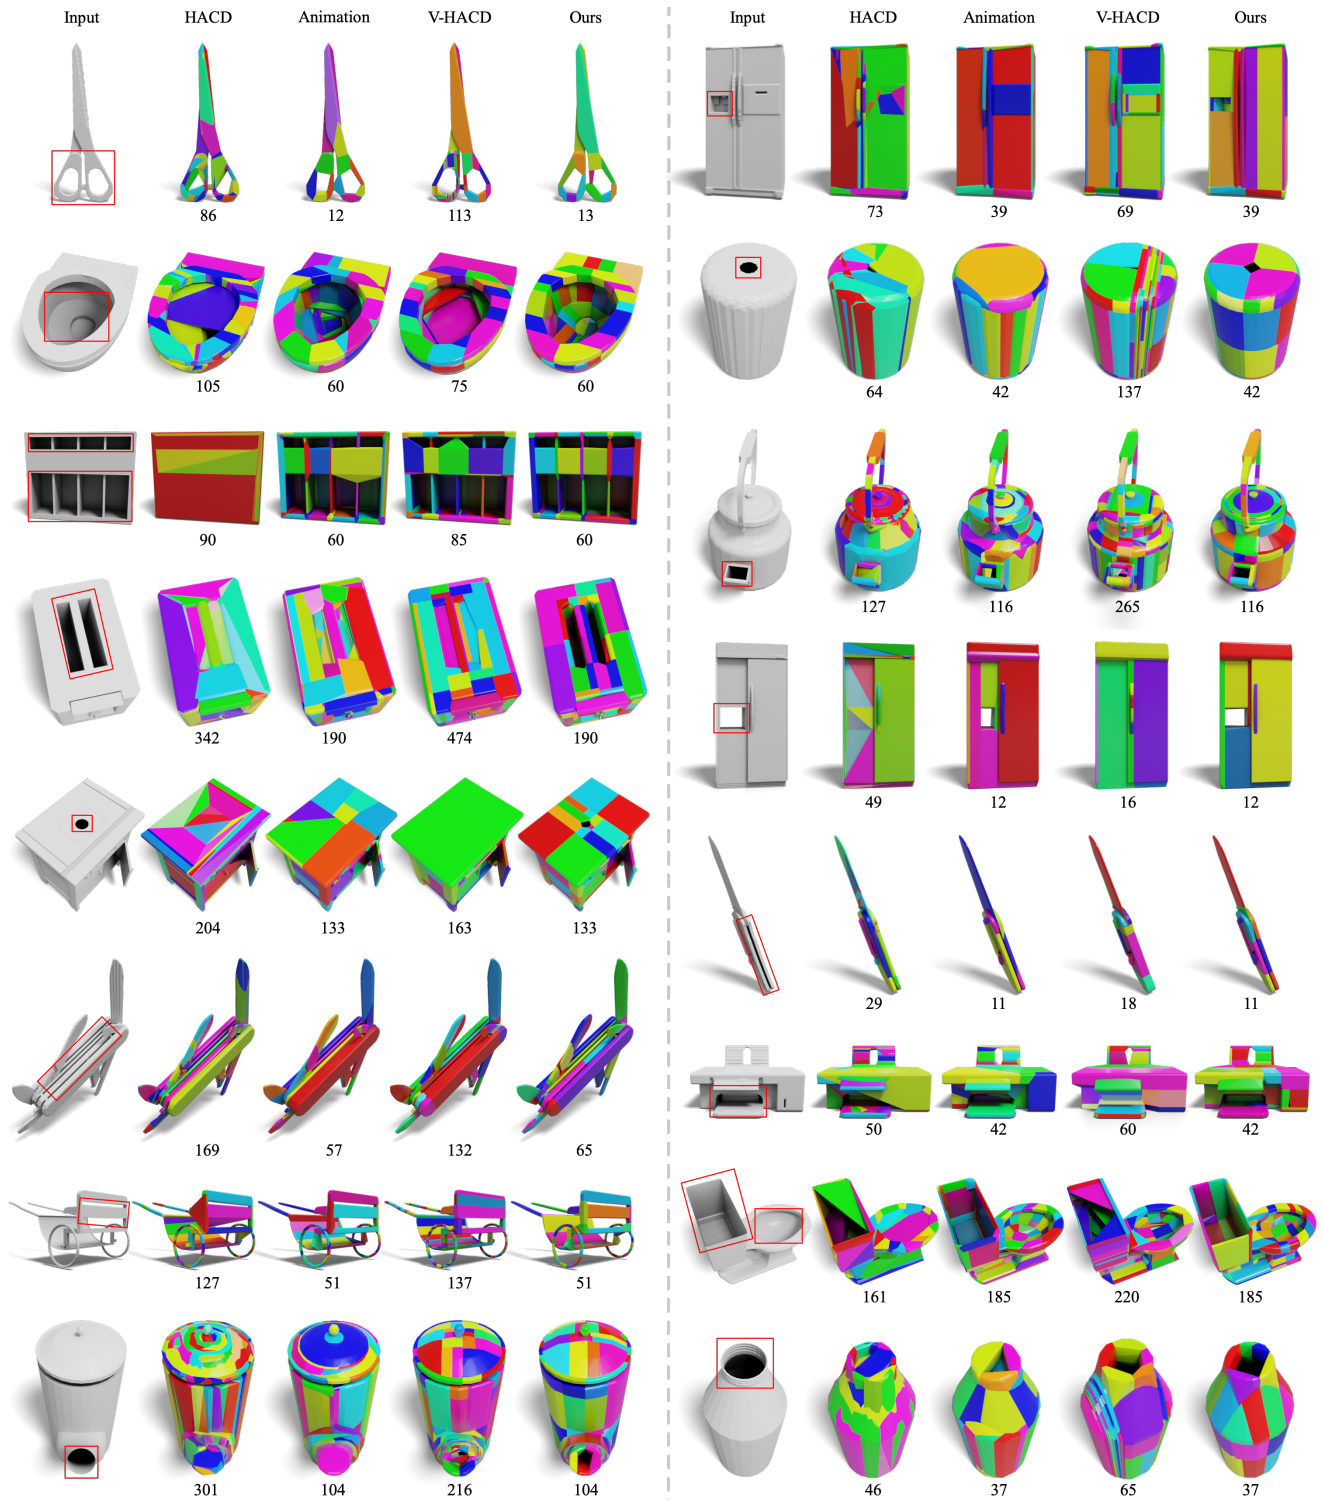 Input HACD Animation V-HACD Ours
86 12 113 13
105 60 75 60
90 60 85 60
342 190 474 190
204 133 163 133
169 57 132 65
127 51 137 51
301 104 216 104
Input HACD Animation V-HACD Ours
73 39 69 39
64 42 137 42
127 116 265 116
49 12 16 12
29 11 18 11
50 42 60 42
161 185 220 185
46 37 65 37